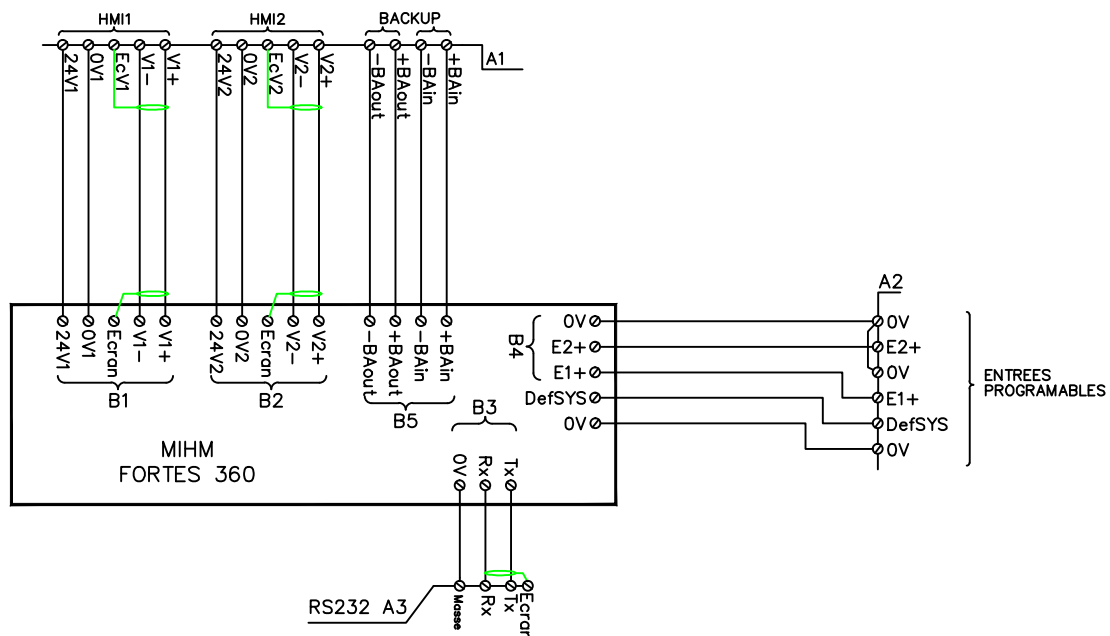 HMI1
HMI2
BACKUP
24V1
0V1
EcV1
V1-
V1+
24V2
0V2
EcV2
V2-
V2+
-BAout
+BAout
-BAin
+BAin
A1
24V1
0V1
Ecran
V1-
V1+
B1
24V2
0V2
Ecran
V2-
V2+
B2
-BAout
+BAout
-BAin
+BAin
B5
B4
0V
E2+
E1+
DefSYS
0V
A2
0V
E2+
0V
E1+
DefSYS
0V
ENTREES
PROGRAMABLES
B3
0V
Rx
Tx
MIHM
FORTES 360
RS232 A3
Masse
Rx
Tx
Ecran